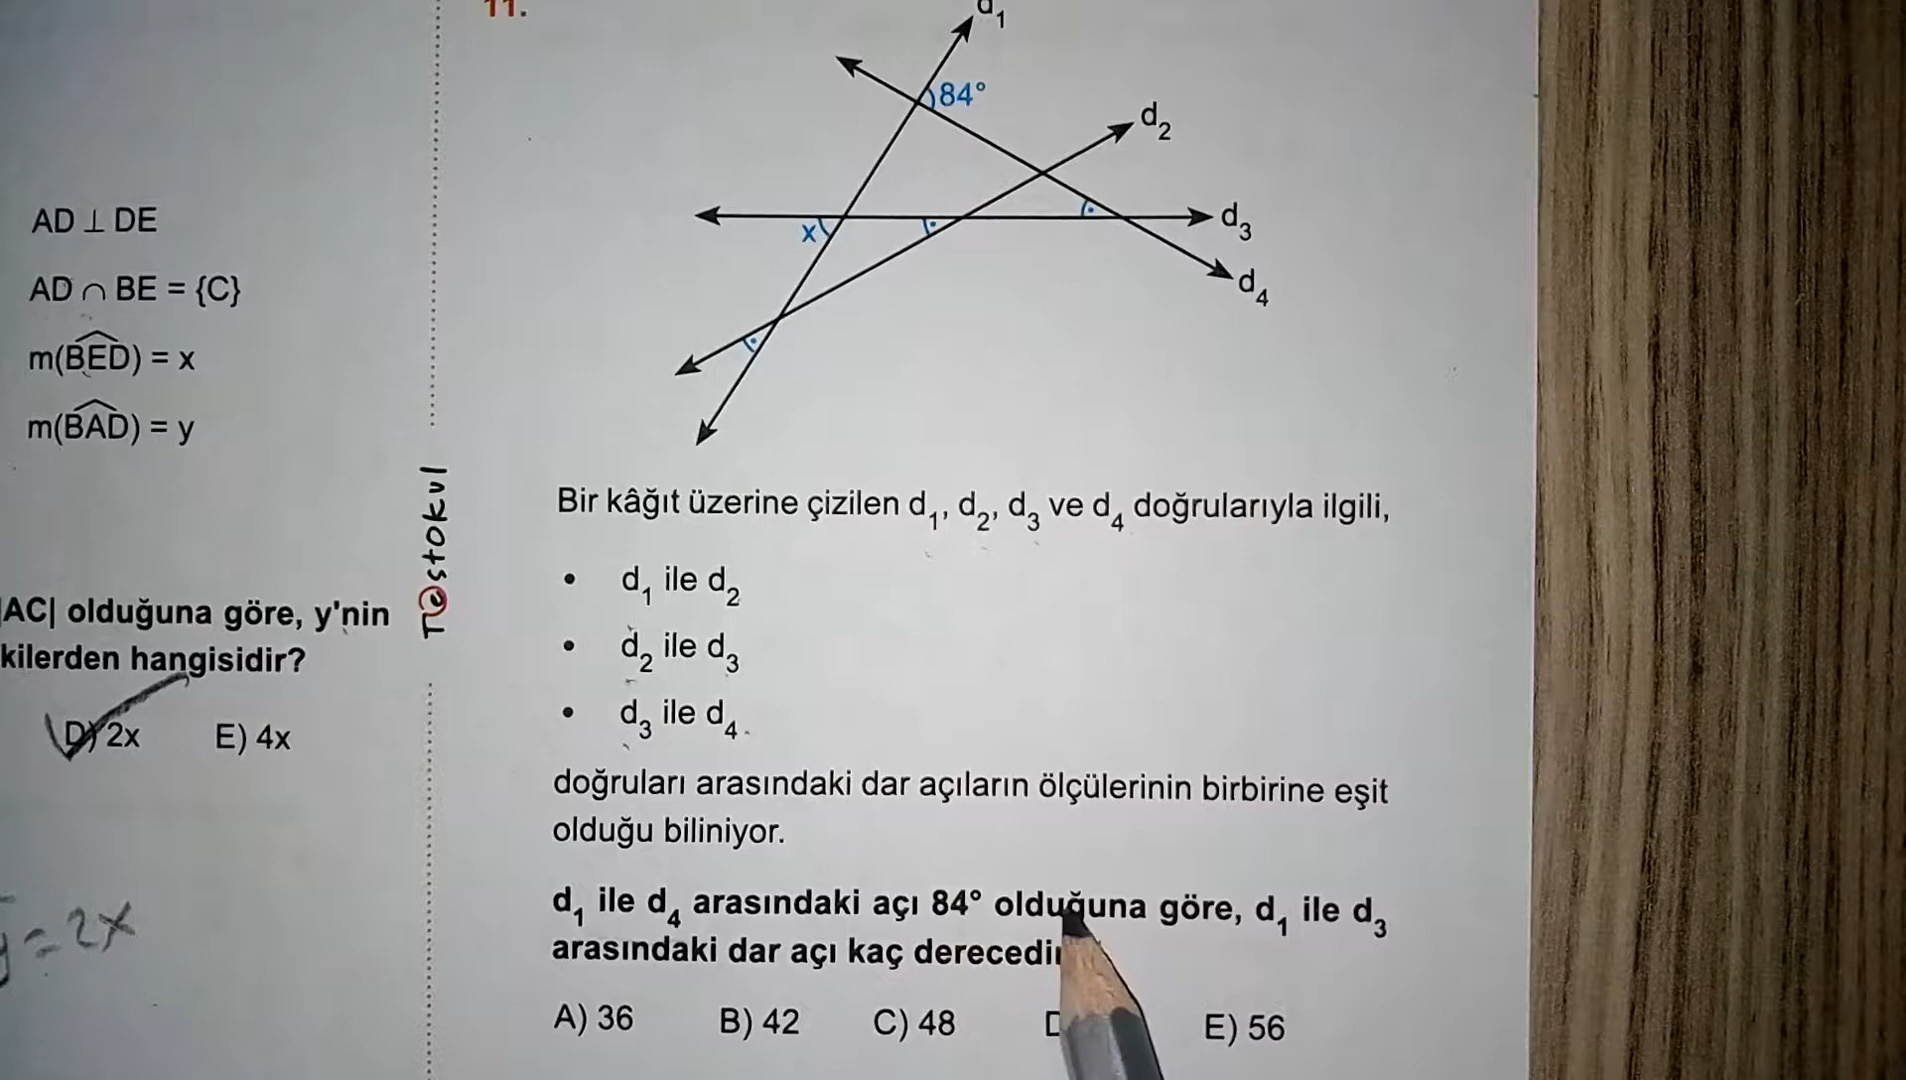 AD ⊥ DE
AD ∩ BE = {C}
m(BED) = x
m(BAD) = y
|AC| olduğuna göre, y'nin
kilerden hangisidir?
D) 2x E) 4x
y = 2x
Testokul
11.
d1
84°
d2
d3
x
d4
Bir kâğıt üzerine çizilen d1, d2, d3 ve d4 doğrularıyla ilgili,
• d1 ile d2
• d2 ile d3
• d3 ile d4
doğruları arasındaki dar açıların ölçülerinin birbirine eşit
olduğu biliniyor.
d1 ile d4 arasındaki açı 84° olduğuna göre, d1 ile d3
arasındaki dar açı kaç derecedi
A) 36 B) 42 C) 48 D E) 56